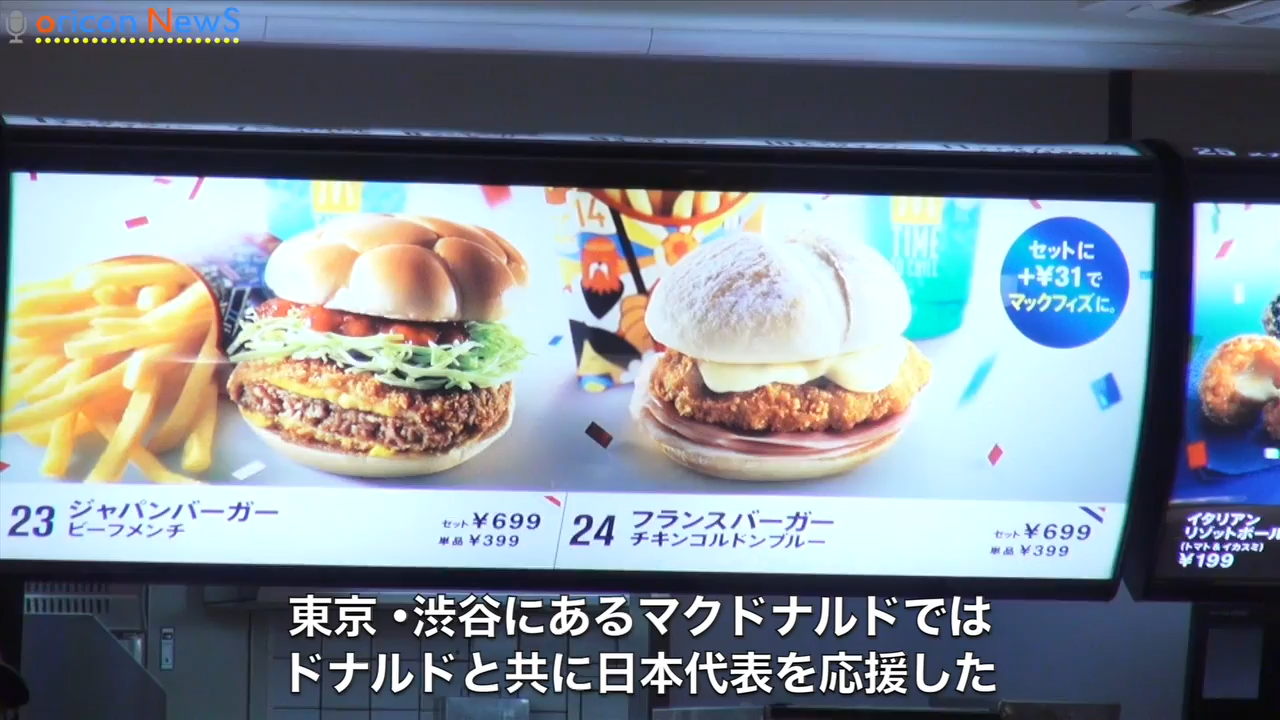 oricon NewS
14
TIME
セットに
+¥31で
マックフィズに。
23 ジャパンバーガー
ビーフメンチ
セット ¥699
単品 ¥399
24 フランスバーガー
チキンコルドンブルー
セット ¥699
単品 ¥399
イタリアン
リゾットボール
(トマト&イカスミ)
¥199
東京・渋谷にあるマクドナルドでは
ドナルドと共に日本代表を応援した